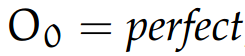 O₀ = perfect